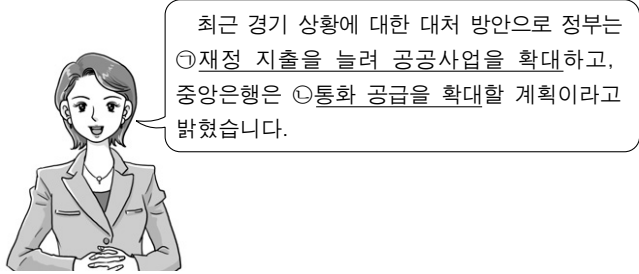 최근 경기 상황에 대한 대처 방안으로 정부는
㉠재정 지출을 늘려 공공사업을 확대하고,
중앙은행은 ㉡통화 공급을 확대할 계획이라고
밝혔습니다.